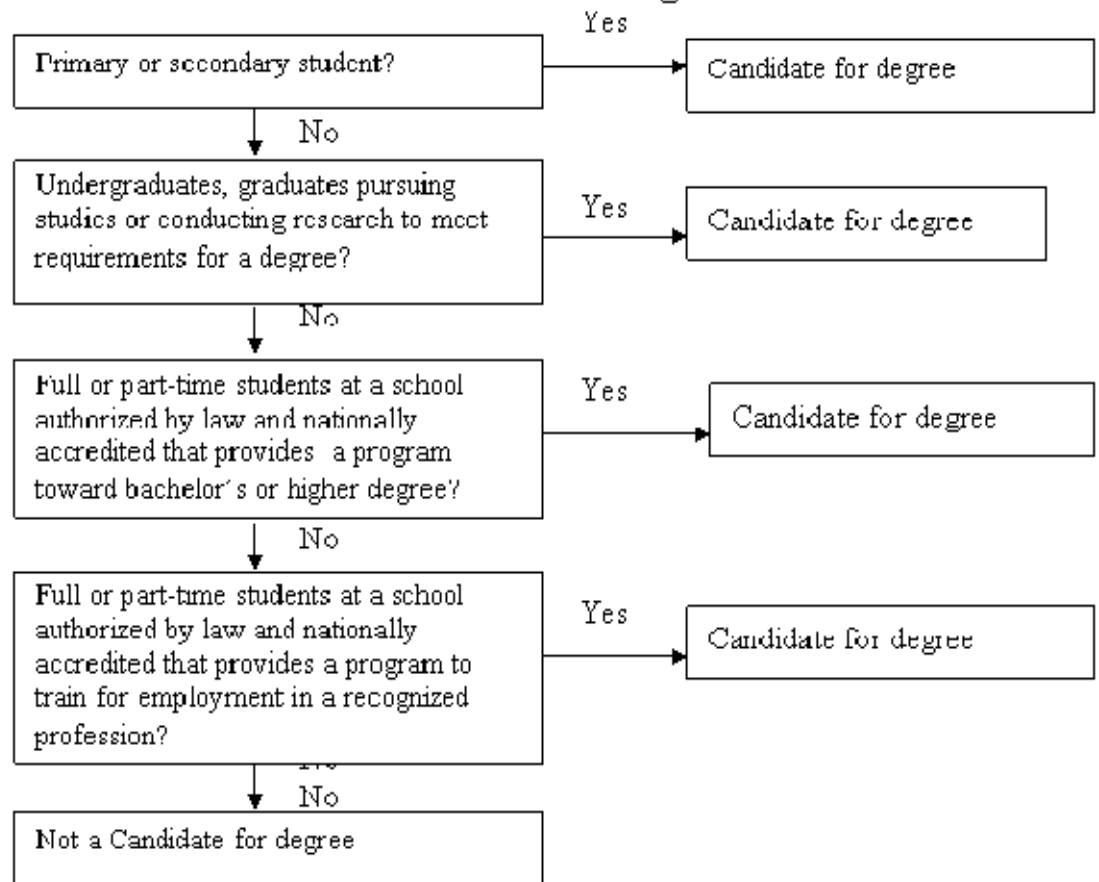 Yes
Primary or secondary student?
Candidate for degree
No
Undergraduates, graduates pursuing
studies or conducting research to meet
requirements for a degree?
Yes
Candidate for degree
No
Full or part-time students at a school
authorized by law and nationally
accredited that provides a program
toward bachelor´s or higher degree?
Yes
Candidate for degree
No
Full or part-time students at a school
authorized by law and nationally
accredited that provides a program to
train for employment in a recognized
profession?
Yes
Candidate for degree
No
Not a Candidate for degree